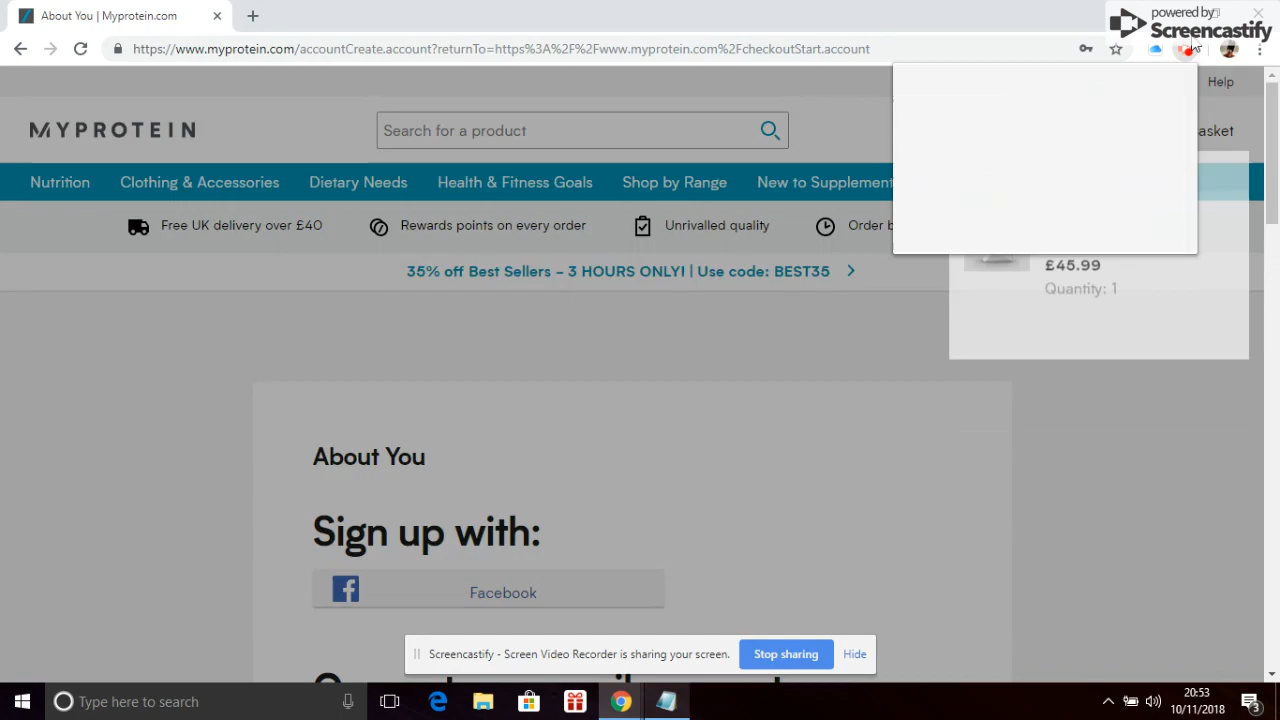 About You | Myprotein.com
powered by
Screencastify
https://www.myprotein.com/accountCreate.account?returnTo=https%3A%2F%2Fwww.myprotein.com%2FcheckoutStart.account
Help
MYPROTEIN
Search for a product
asket
Nutrition Clothing & Accessories Dietary Needs Health & Fitness Goals Shop by Range New to Supplement
Free UK delivery over £40 Rewards points on every order Unrivalled quality Order b
£45.99
35% off Best Sellers - 3 HOURS ONLY! | Use code: BEST35
Quantity: 1
About You
Sign up with:
Facebook
Screencastify - Screen Video Recorder is sharing your screen. Stop sharing Hide
Type here to search
20:53
10/11/2018
3